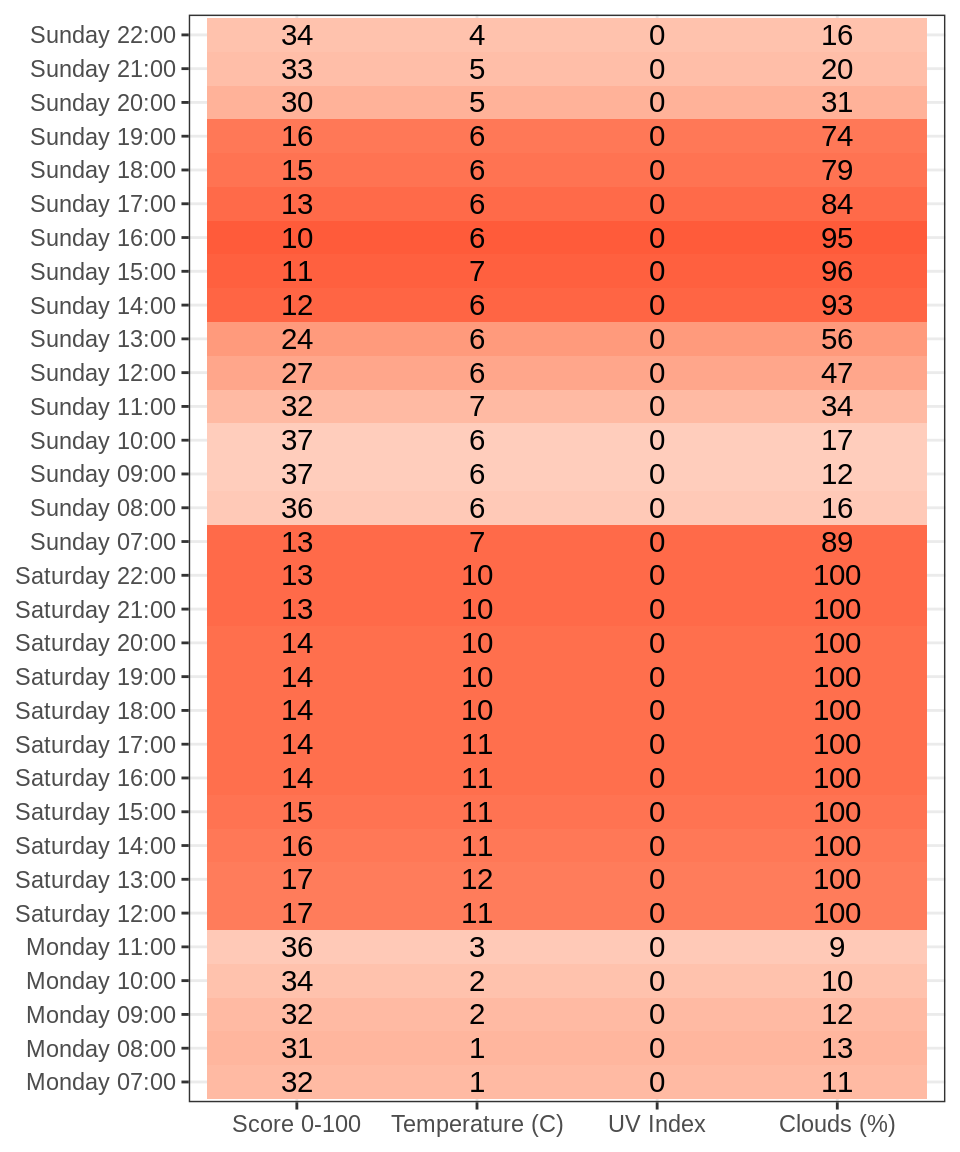 Sunday 22:00 34 4 0 16
Sunday 21:00 33 5 0 20
Sunday 20:00 30 5 0 31
Sunday 19:00 16 6 0 74
Sunday 18:00 15 6 0 79
Sunday 17:00 13 6 0 84
Sunday 16:00 10 6 0 95
Sunday 15:00 11 7 0 96
Sunday 14:00 12 6 0 93
Sunday 13:00 24 6 0 56
Sunday 12:00 27 6 0 47
Sunday 11:00 32 7 0 34
Sunday 10:00 37 6 0 17
Sunday 09:00 37 6 0 12
Sunday 08:00 36 6 0 16
Sunday 07:00 13 7 0 89
Saturday 22:00 13 10 0 100
Saturday 21:00 13 10 0 100
Saturday 20:00 14 10 0 100
Saturday 19:00 14 10 0 100
Saturday 18:00 14 10 0 100
Saturday 17:00 14 11 0 100
Saturday 16:00 14 11 0 100
Saturday 15:00 15 11 0 100
Saturday 14:00 16 11 0 100
Saturday 13:00 17 12 0 100
Saturday 12:00 17 11 0 100
Monday 11:00 36 3 0 9
Monday 10:00 34 2 0 10
Monday 09:00 32 2 0 12
Monday 08:00 31 1 0 13
Monday 07:00 32 1 0 11
Score 0-100 Temperature (C) UV Index Clouds (%)